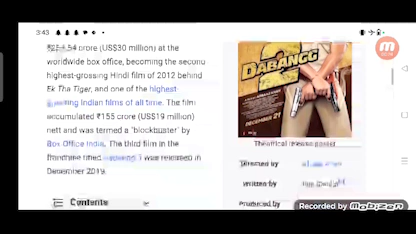 3:43
crore (US$30 million) at the
worldwide box office, becoming the second
highest-grossing Hindi film of 2012 behind
Ek Tha Tiger, and one of the highest-
grossing Indian films of all time. The film
accumulated ₹155 crore (US$19 million)
nett and was termed a 'blockbuster' by
Box Office India. The third film in the
franchise titled was released in
December 2019.
Contents
DABANGG
2
DECEMBER 21
Theatrical release poster
Directed by
Written by
Produced by
Recorded by Mobizen